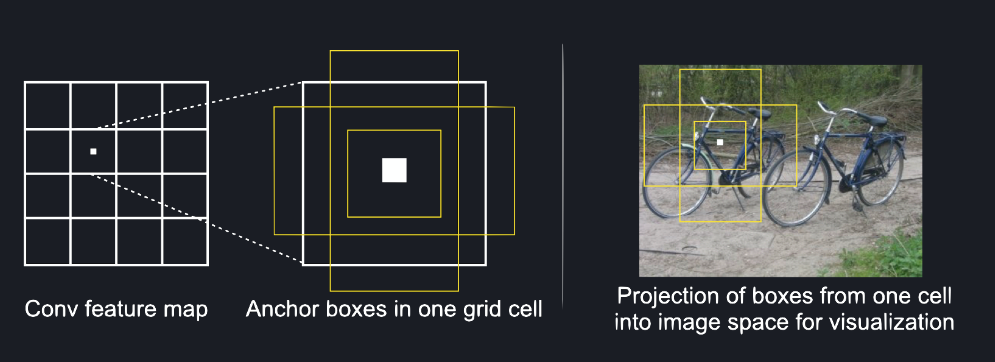 Conv feature map
Anchor boxes in one grid cell
Projection of boxes from one cell
into image space for visualization